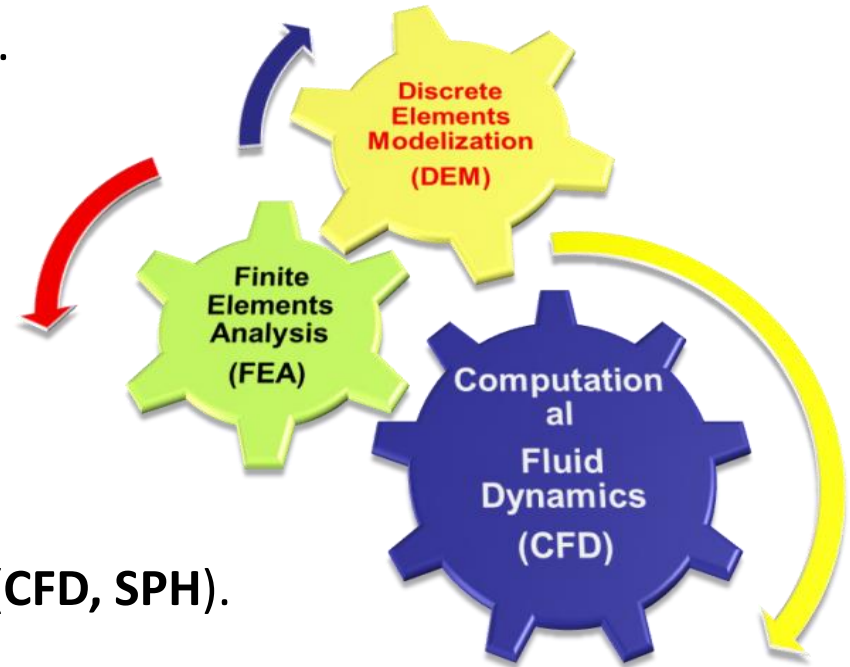 .
Discrete
Elements
Modelization
(DEM)
Finite
Elements
Analysis
(FEA)
Computation
al
Fluid
Dynamics
(CFD)
(CFD, SPH).